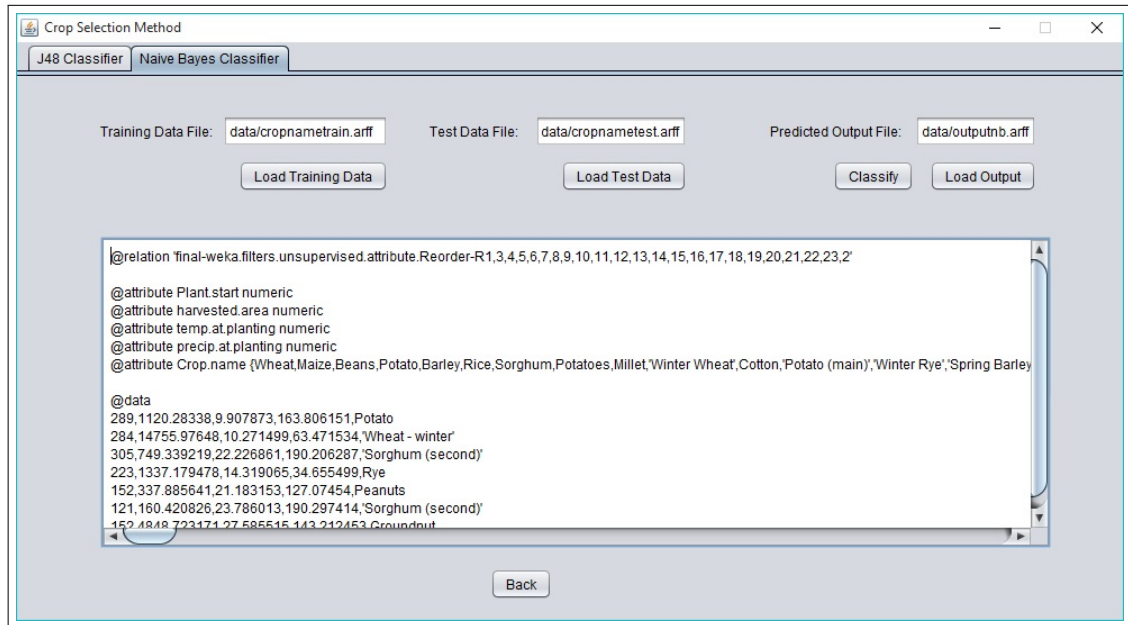 Crop Selection Method
J48 Classifier Naive Bayes Classifier
Training Data File: data/cropnametrain.arff Test Data File: data/cropnametest.arff Predicted Output File: data/outputnb.arff
Load Training Data Load Test Data Classify Load Output
@relation 'final-weka.filters.unsupervised.attribute.Reorder-R1,3,4,5,6,7,8,9,10,11,12,13,14,15,16,17,18,19,20,21,22,23,2'
@attribute Plant.start numeric
@attribute harvested.area numeric
@attribute temp.at.planting numeric
@attribute precip.at.planting numeric
@attribute Crop.name {Wheat,Maize,Beans,Potato,Barley,Rice,Sorghum,Potatoes,Millet,'Winter Wheat',Cotton,'Potato (main)','Winter Rye','Spring Barley
@data
289,1120.28338,9.907873,163.806151,Potato
284,14755.97648,10.271499,63.471534,'Wheat - winter'
305,749.339219,22.226861,190.206287,'Sorghum (second)'
223,1337.179478,14.319065,34.655499,Rye
152,337.885641,21.183153,127.07454,Peanuts
121,160.420826,23.786013,190.297414,'Sorghum (second)'
152,4848.723171,27.585515,143.212453,Groundnut
Back